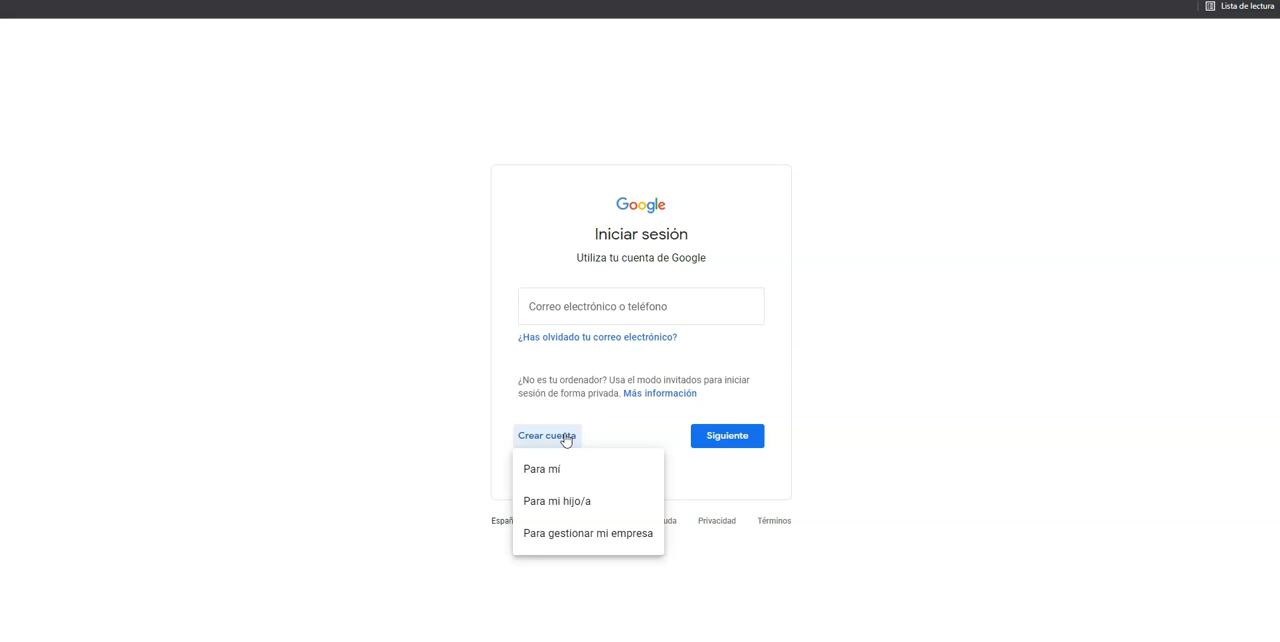 Lista de lectura
Google
Iniciar sesión
Utiliza tu cuenta de Google
Correo electrónico o teléfono
¿Has olvidado tu correo electrónico?
¿No es tu ordenador? Usa el modo invitados para iniciar
sesión de forma privada. Más información
Crear cuenta
Siguiente
Para mí
Para mi hijo/a
Para gestionar mi empresa
Privacidad
Términos